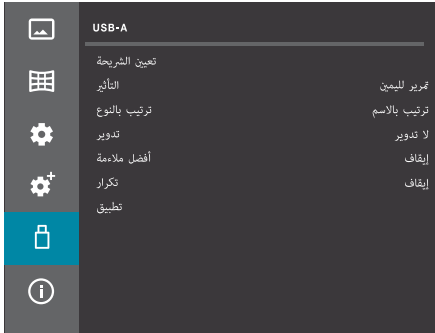 USB-A
تعيين الشريحة
التأثير تمرير لليمين
ترتيب بالنوع ترتيب بالاسم
تدوير لا تدوير
أفضل ملاءمة إيقاف
تكرار إيقاف
تطبيق